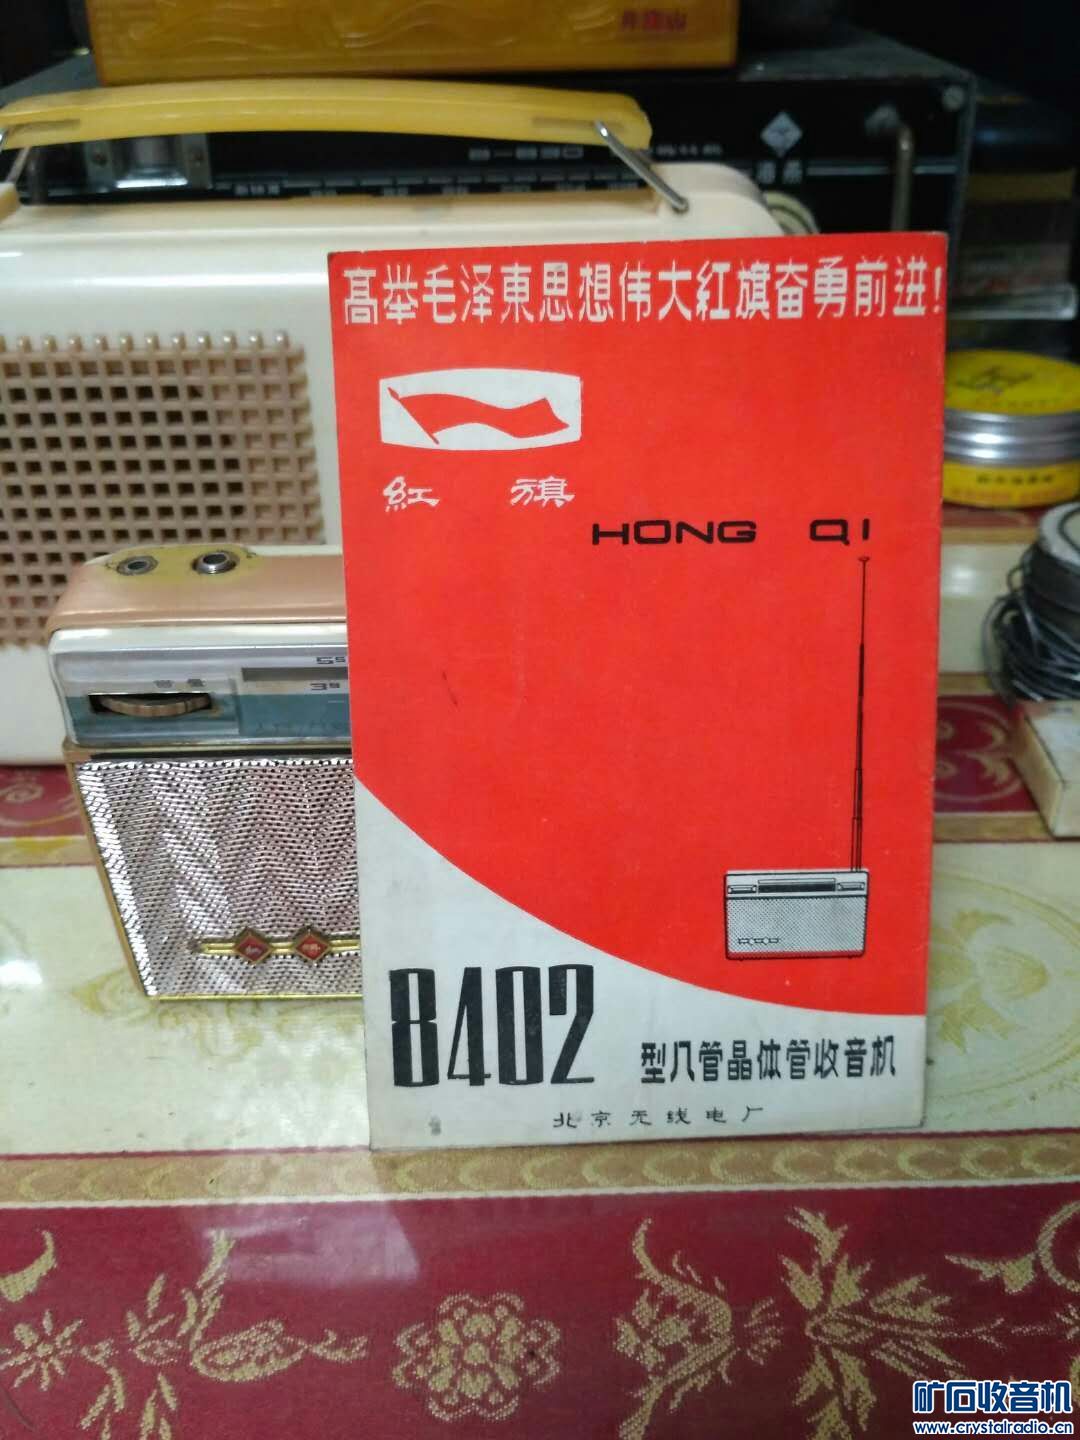 高举毛泽東思想伟大紅旗奋勇前进!
紅 旗
HONG QI
音量
8402 型八管晶体管收音机
北京无线电厂
矿石收音机
www.crystalradio.cn